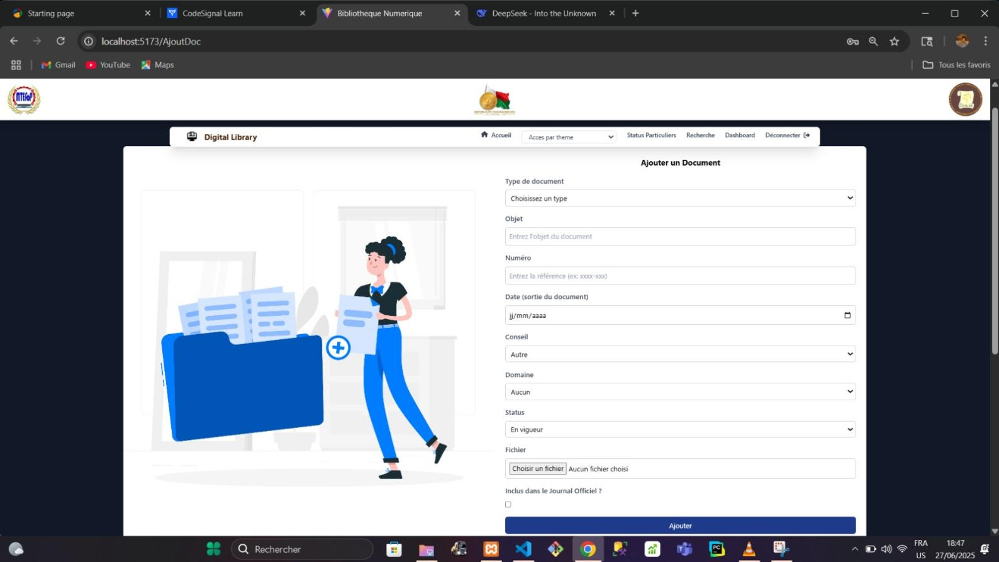 Starting page
CodeSignal Learn
Bibliotheque Numerique
DeepSeek - Into the Unknown
localhost:5173/AjoutDoc
Gmail
YouTube
Maps
Tous les favoris
MTEFoP
Digital Library
Accueil
Acces par theme
Status Particuliers
Recherche
Dashboard
Déconnecter
Ajouter un Document
Type de document
Choisissez un type
Objet
Entrez l'objet du document
Numéro
Entrez la référence (ex: xxxx-xxx)
Date (sortie du document)
jj/mm/aaaa
Conseil
Autre
Domaine
Aucun
Status
En vigueur
Fichier
Choisir un fichier Aucun fichier choisi
Inclus dans le Journal Officiel ?
Ajouter
Rechercher
FRA
US
18:47
27/06/2025